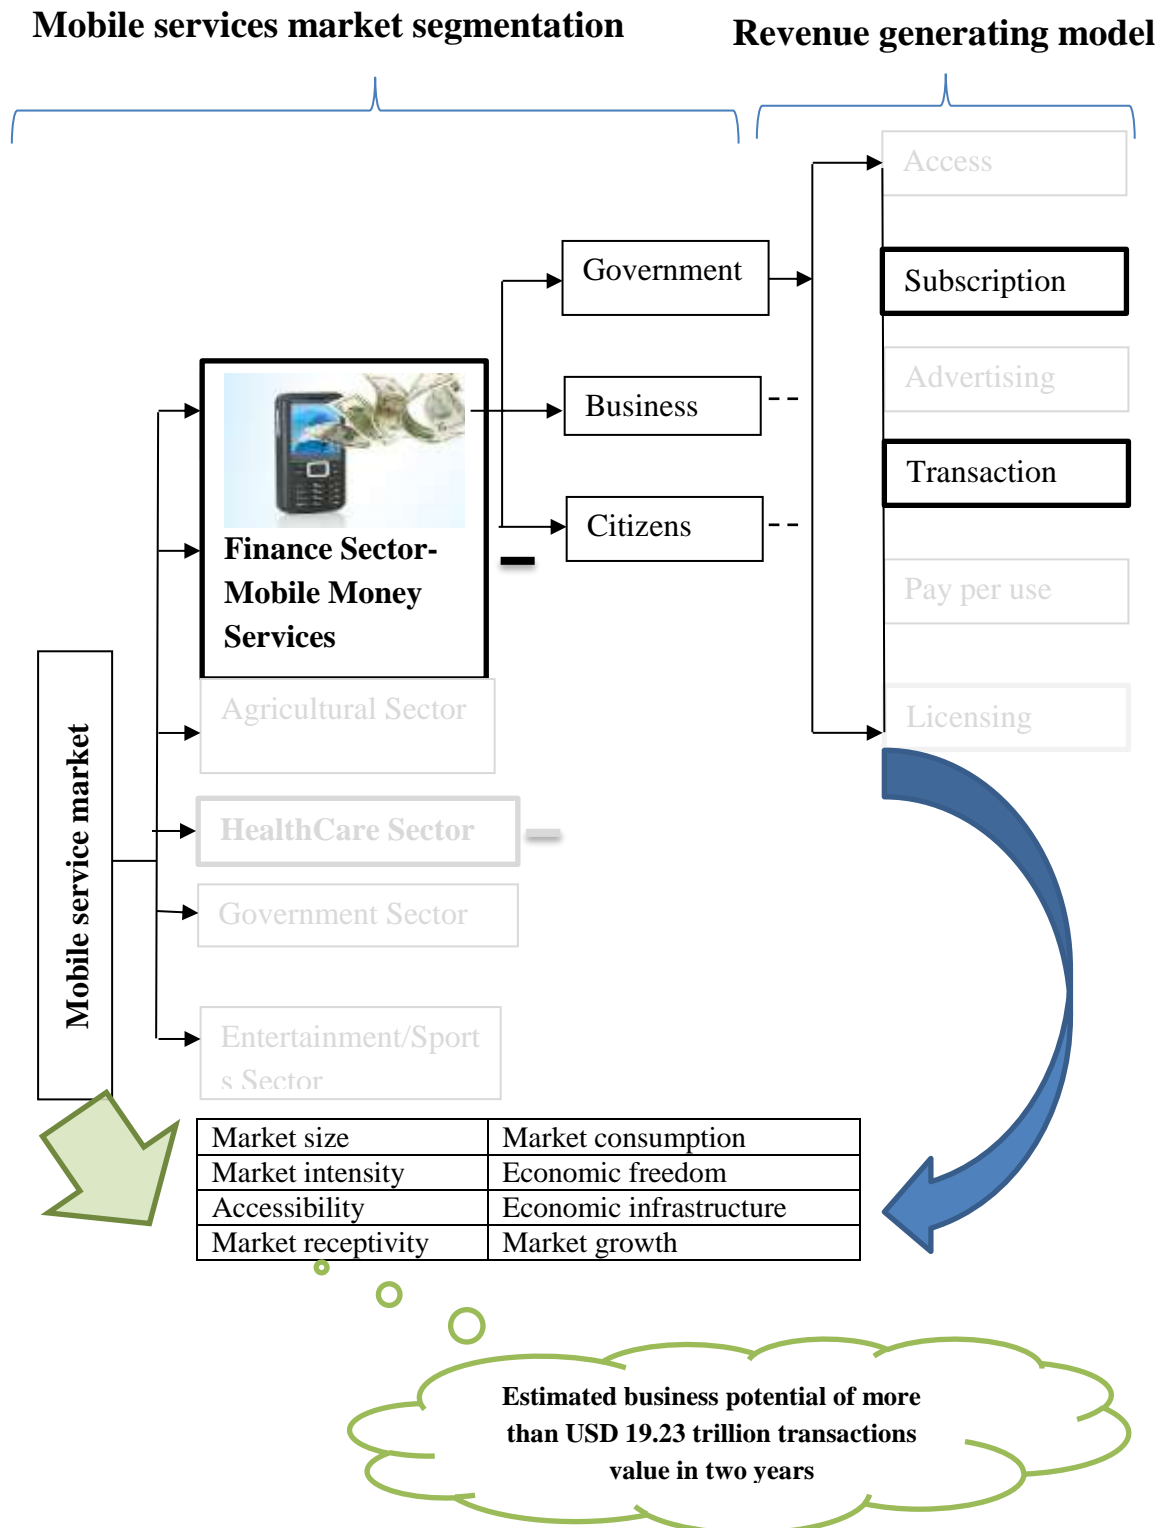 Mobile services market segmentation
Revenue generating model
Access
Government
Subscription
Advertising
Business
Transaction
Citizens
Finance Sector-
Mobile Money
Services
Pay per use
Agricultural Sector
Licensing
Mobile service market
HealthCare Sector
Government Sector
Entertainment/Sport
s Sector
Market size Market consumption
Market intensity Economic freedom
Accessibility Economic infrastructure
Market receptivity Market growth
Estimated business potential of more
than USD 19.23 trillion transactions
value in two years